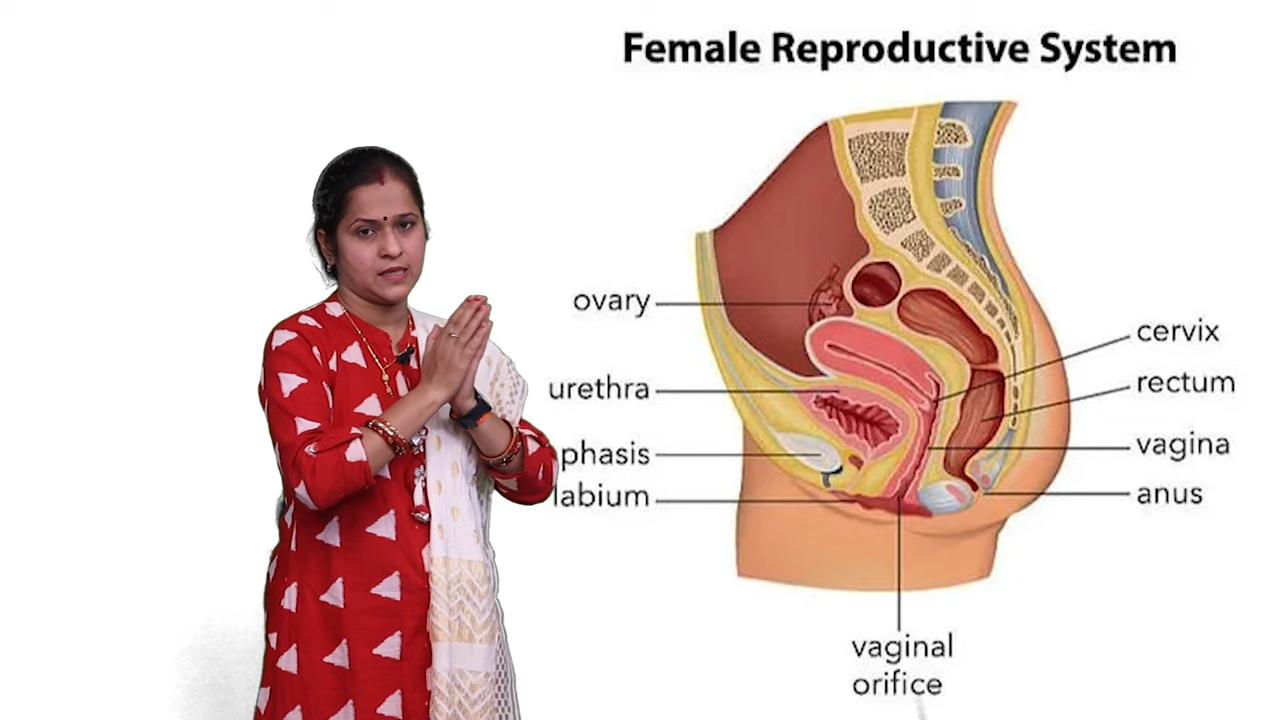 Female Reproductive System
ovary
urethra
phasis
labium
cervix
rectum
vagina
anus
vaginal
orifice